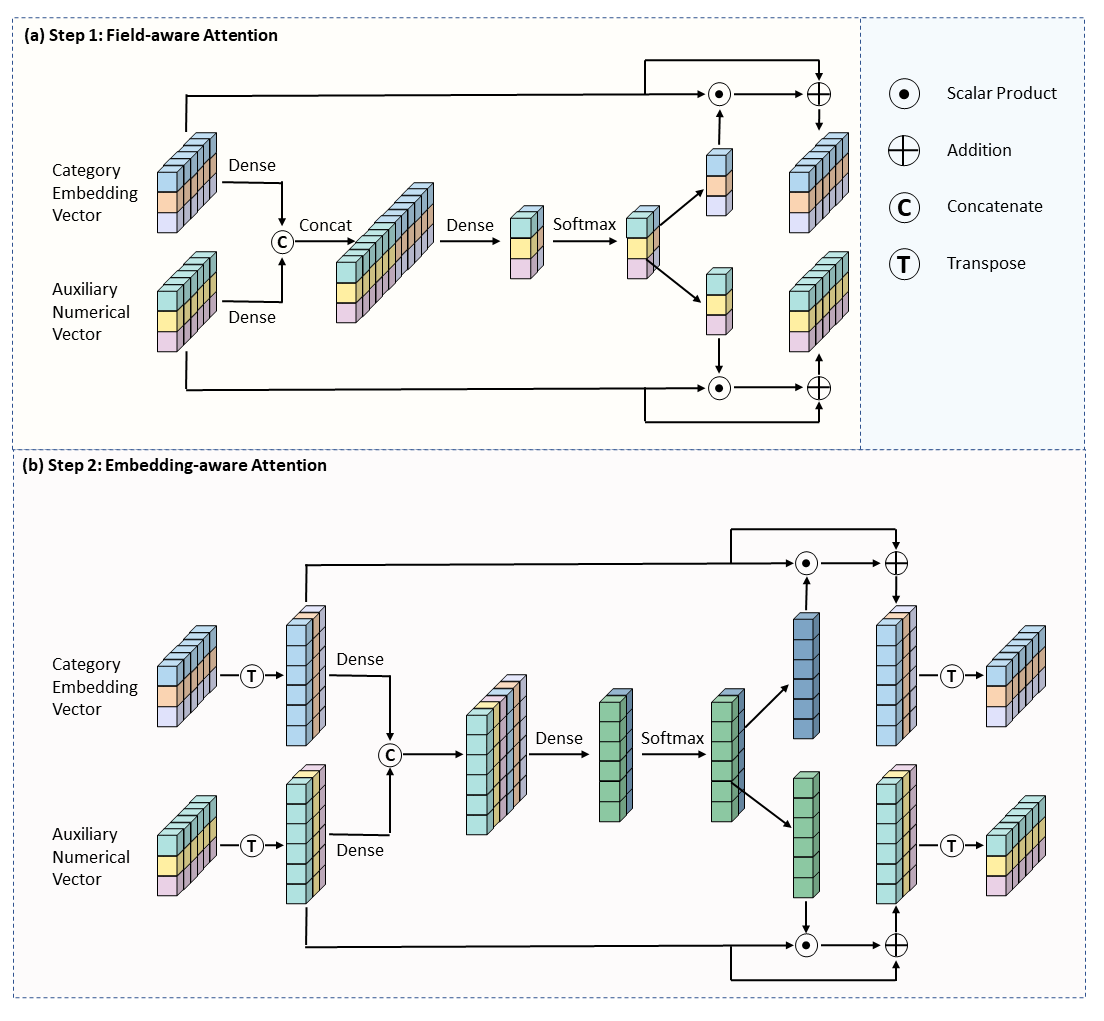 (a) Step 1: Field-aware Attention
Category
Embedding
Vector
Dense
Concat
C
Dense
Softmax
Auxiliary
Numerical
Vector
Dense
Scalar Product
Addition
C
Concatenate
T
Transpose
(b) Step 2: Embedding-aware Attention
Category
Embedding
Vector
T
Dense
C
Dense
Softmax
T
Auxiliary
Numerical
Vector
T
Dense
T